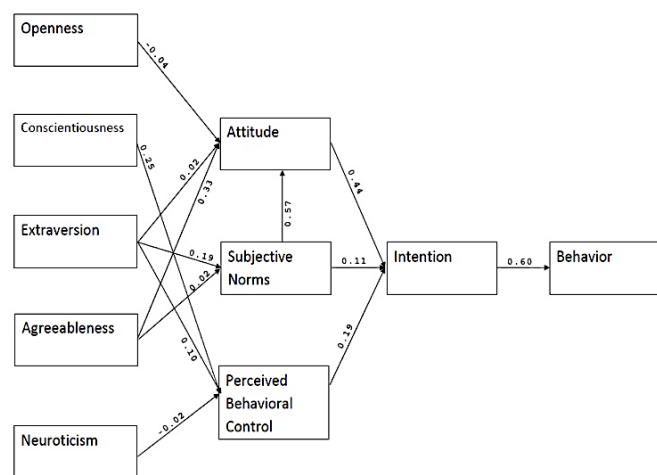 Openness
-0.04
Conscientiousness
Attitude
0.25
0.02
0.44
0.33
0.57
Extraversion
0.19
Subjective
Norms
0.11
Intention
0.60
Behavior
0.02
Agreeableness
0.10
0.19
Perceived
Behavioral
Control
-0.02
Neuroticism